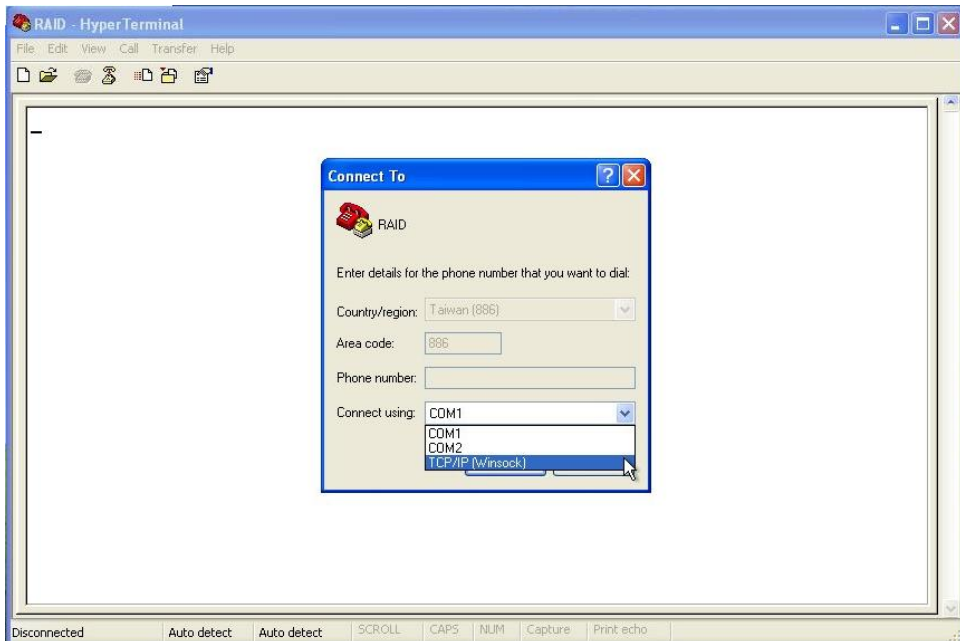 RAID - HyperTerminal
File Edit View Call Transfer Help
Connect To
RAID
Enter details for the phone number that you want to dial:
Country/region: Taiwan (886)
Area code: 886
Phone number:
Connect using: COM1
COM1
COM2
TCP/IP (Winsock)
Disconnected Auto detect Auto detect SCROLL CAPS NUM Capture Print echo